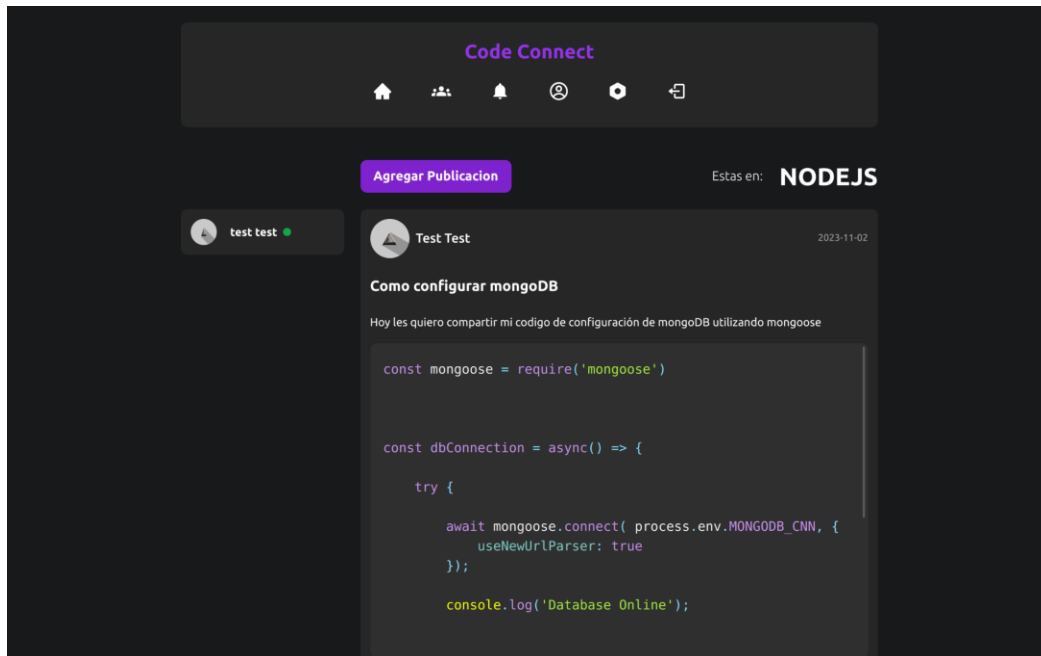 Code Connect
Agregar Publicacion
Estas en: NODEJS
test test
Test Test
2023-11-02
Como configurar mongoDB
Hoy les quiero compartir mi codigo de configuración de mongoDB utilizando mongoose
const mongoose = require('mongoose')
const dbConnection = async() => {
try {
await mongoose.connect( process.env.MONGODB_CNN, {
useNewUrlParser: true
});
console.log('Database Online');